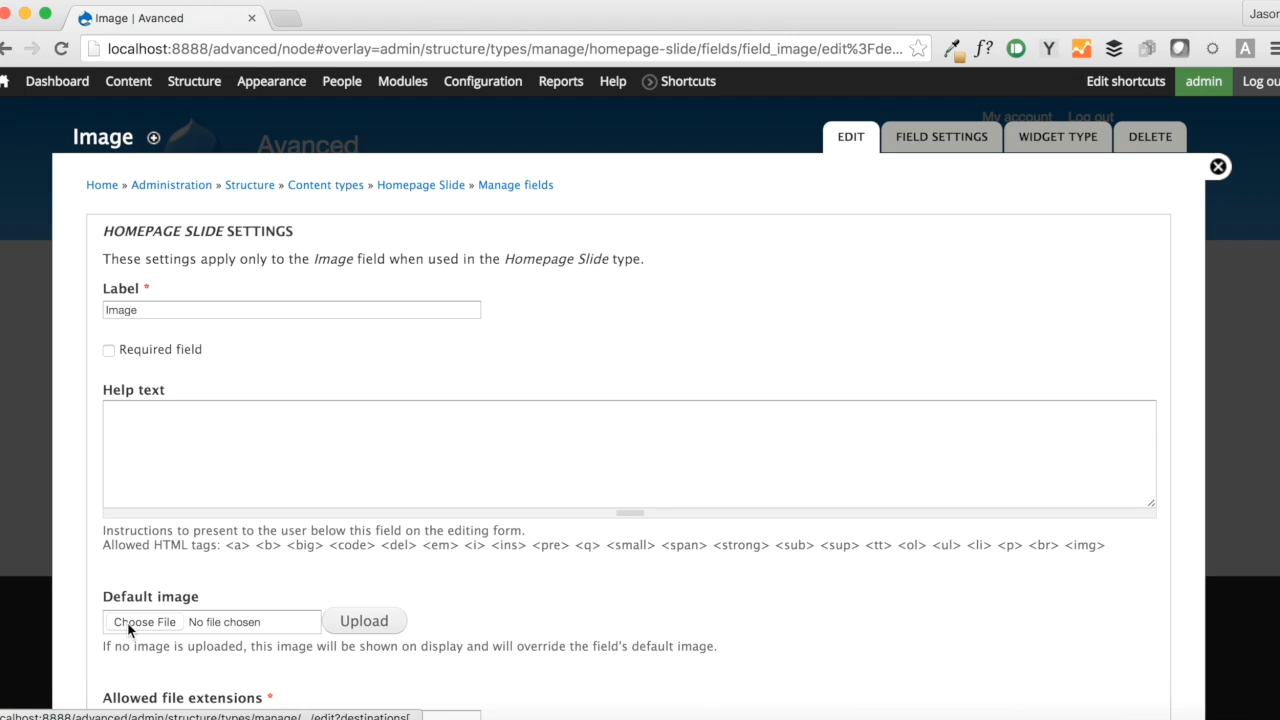 Image | Avanced
Jason
localhost:8888/advanced/node#overlay=admin/structure/types/manage/homepage-slide/fields/field_image/edit%3Fde...
f?
Y
A
Dashboard Content Structure Appearance People Modules Configuration Reports Help Shortcuts Edit shortcuts admin Log ou
My account Log out
Image
Avanced
EDIT FIELD SETTINGS WIDGET TYPE DELETE
Home » Administration » Structure » Content types » Homepage Slide » Manage fields
HOMEPAGE SLIDE SETTINGS
These settings apply only to the Image field when used in the Homepage Slide type.
Label *
Image
Required field
Help text
Instructions to present to the user below this field on the editing form.
Allowed HTML tags: <a> <b> <big> <code> <del> <em> <i> <ins> <pre> <q> <small> <span> <strong> <sub> <sup> <tt> <ol> <ul> <li> <p> <br> <img>
Default image
Choose File No file chosen Upload
If no image is uploaded, this image will be shown on display and will override the field's default image.
Allowed file extensions *
calhost:8888/advanced/admin/structure/types/manage/.../edit?destinations[